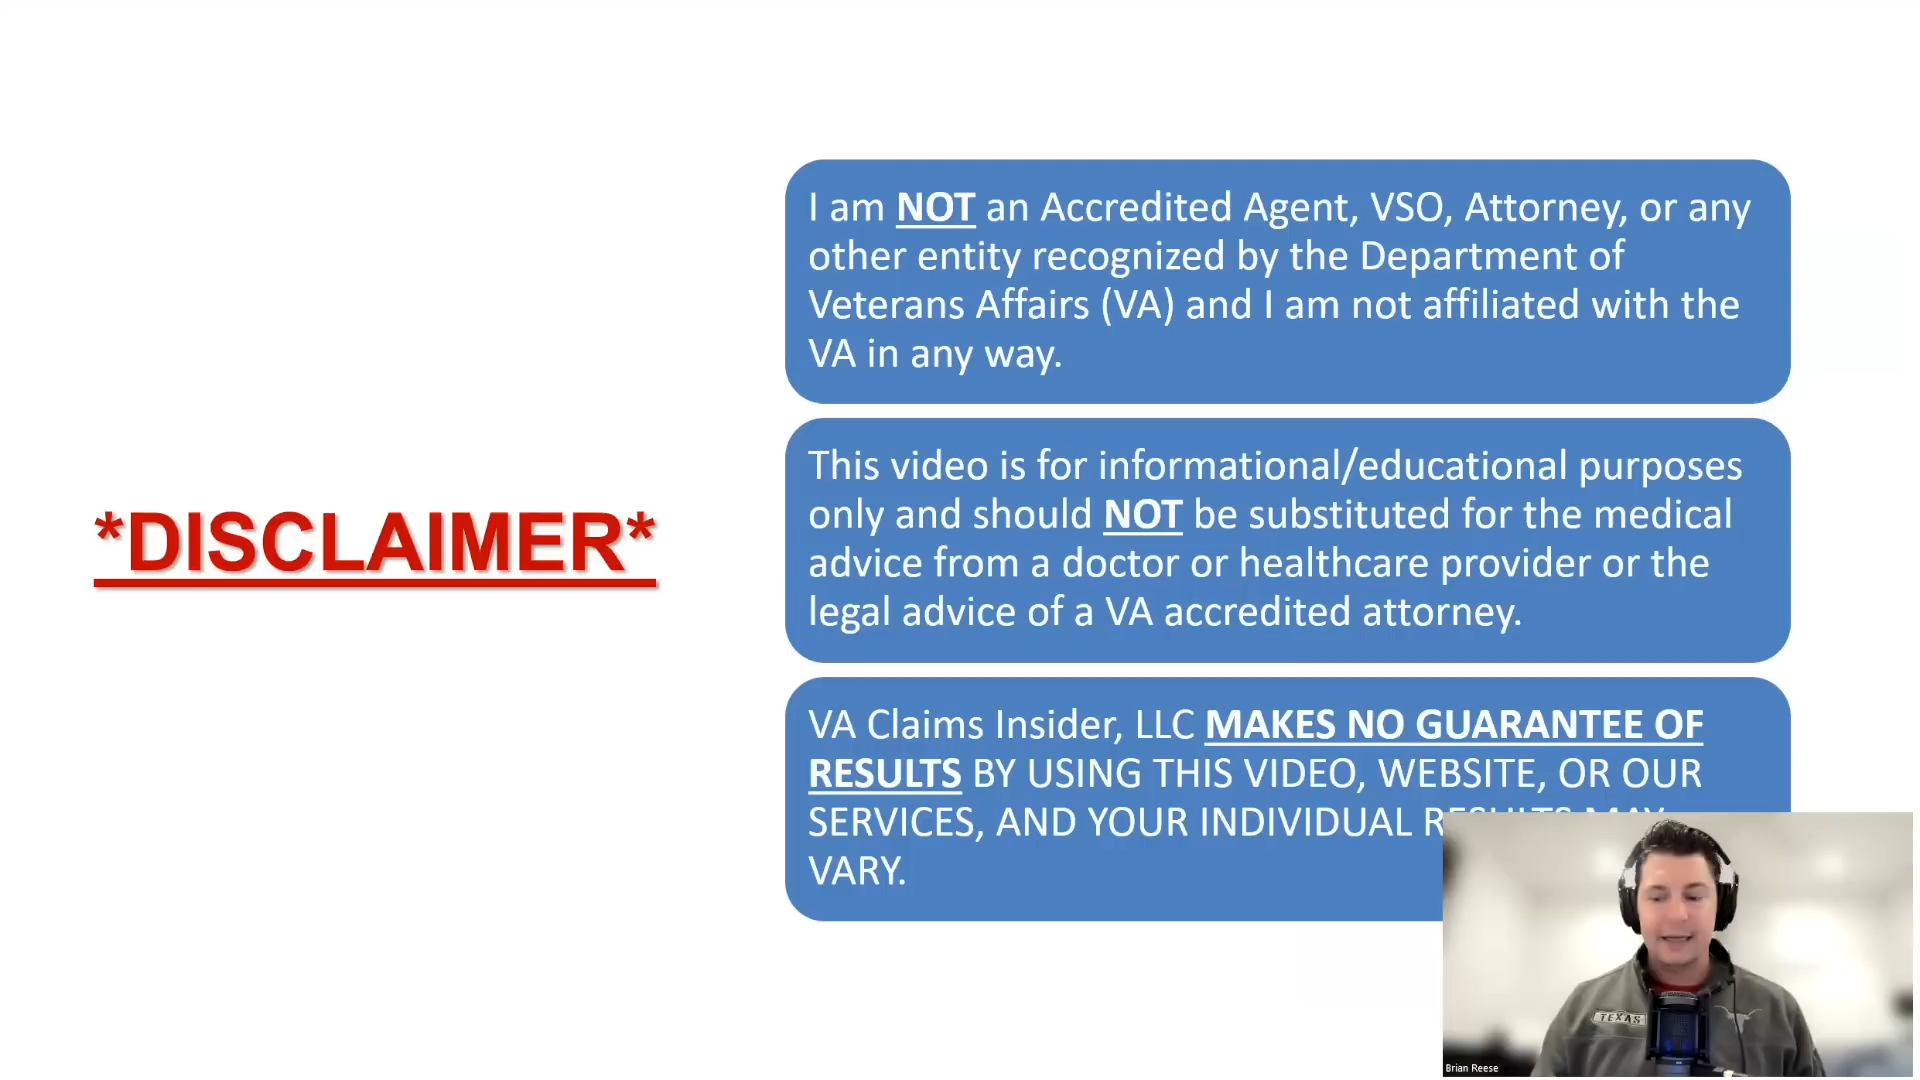 *DISCLAIMER*
I am NOT an Accredited Agent, VSO, Attorney, or any
other entity recognized by the Department of
Veterans Affairs (VA) and I am not affiliated with the
VA in any way.
This video is for informational/educational purposes
only and should NOT be substituted for the medical
advice from a doctor or healthcare provider or the
legal advice of a VA accredited attorney.
VA Claims Insider, LLC MAKES NO GUARANTEE OF
RESULTS BY USING THIS VIDEO, WEBSITE, OR OUR
SERVICES, AND YOUR INDIVIDUAL RESULTS MAY
VARY.
TEXAS
Brian Reese